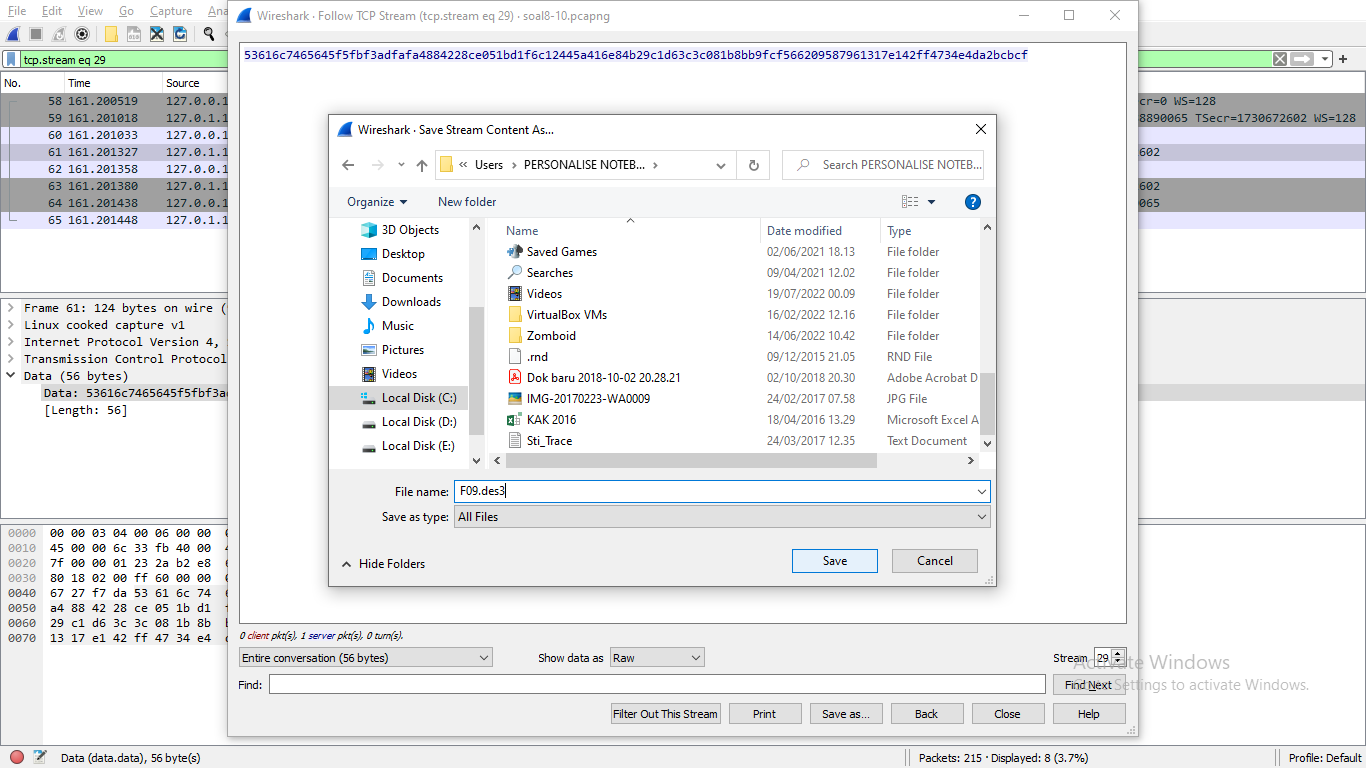 File Edit View Go Capture Ana
Wireshark · Follow TCP Stream (tcp.stream eq 29) · soal8-10.pcapng
tcp.stream eq 29
No. Time Source
58 161.200519 127.0.0.1
59 161.201018 127.0.1.1
60 161.201033 127.0.0.1
61 161.201327 127.0.1.1
62 161.201358 127.0.0.1
63 161.201380 127.0.1.1
64 161.201438 127.0.0.1
65 161.201448 127.0.1.1
cr=0 WS=128
8890065 TSecr=1730672602 WS=128
602
602
065
53616c7465645f5fbf3adfafa4884228ce051bd1f6c12445a416e84b29c1d63c3c081b8bb9fcf566209587961317e142ff4734e4da2bcbcf
Wireshark · Save Stream Content As...
« Users › PERSONALISE NOTEB... ›
Search PERSONALISE NOTEB...
Organize New folder
3D Objects
Desktop
Documents
Downloads
Music
Pictures
Videos
Local Disk (C:)
Local Disk (D:)
Local Disk (E:)
Name Date modified Type
Saved Games 02/06/2021 18.13 File folder
Searches 09/04/2021 12.02 File folder
Videos 19/07/2022 00.09 File folder
VirtualBox VMs 16/02/2022 12.16 File folder
Zomboid 14/06/2022 10.42 File folder
.rnd 09/12/2015 21.05 RND File
Dok baru 2018-10-02 20.28.21 02/10/2018 20.30 Adobe Acrobat D
IMG-20170223-WA0009 24/02/2017 07.58 JPG File
KAK 2016 18/04/2016 13.29 Microsoft Excel A
Sti_Trace 24/03/2017 12.35 Text Document
File name: F09.des3
Save as type: All Files
Hide Folders
Save
Cancel
Frame 61: 124 bytes on wire (
Linux cooked capture v1
Internet Protocol Version 4,
Transmission Control Protocol
Data (56 bytes)
Data: 53616c7465645f5fbf3a
[Length: 56]
0000 00 00 03 04 00 06 00 00
0010 45 00 00 6c 33 fb 40 00
0020 7f 00 00 01 23 2a b2 e8
0030 80 18 02 00 ff 60 00 00
0040 67 27 f7 da 53 61 6c 74
0050 a4 88 42 28 ce 05 1b d1
0060 29 c1 d6 3c 3c 08 1b 8b
0070 13 17 e1 42 ff 47 34 e4
0 client pkt(s), 1 server pkt(s), 0 turn(s).
Entire conversation (56 bytes) Show data as Raw Stream 29
Find: Find Next
Filter Out This Stream Print Save as... Back Close Help
Activate Windows
Settings to activate Windows.
Data (data.data), 56 byte(s)
Packets: 215 · Displayed: 8 (3.7%)
Profile: Default